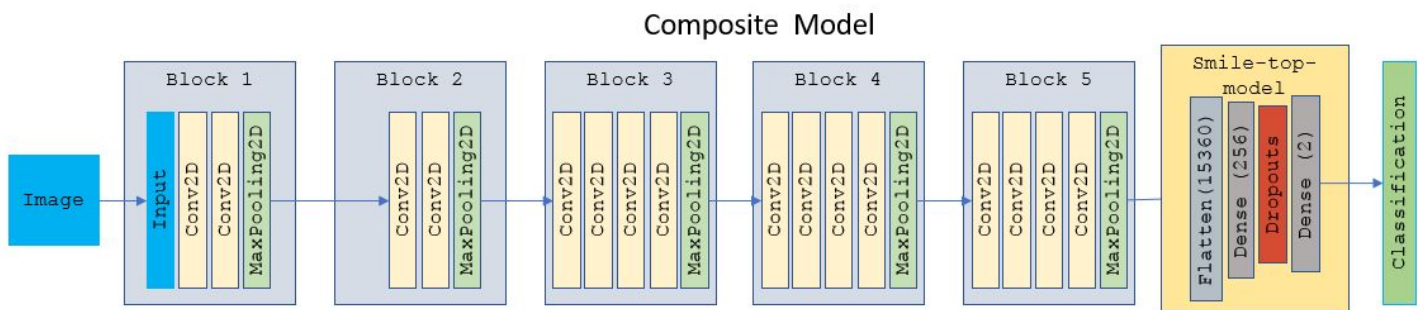 Composite Model
Image
Block 1
Input
Conv2D
Conv2D
MaxPooling2D
Block 2
Conv2D
Conv2D
MaxPooling2D
Block 3
Conv2D
Conv2D
Conv2D
Conv2D
MaxPooling2D
Block 4
Conv2D
Conv2D
Conv2D
Conv2D
MaxPooling2D
Block 5
Conv2D
Conv2D
Conv2D
Conv2D
MaxPooling2D
Smile-top-
model
Flatten(15360)
Dense (256)
Dropouts
Dense (2)
Classification